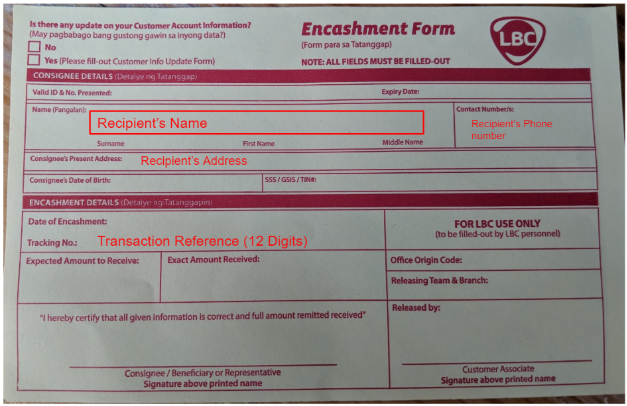 Is there any update on your Customer Account Information?
(May pagbabago bang gustong gawin sa inyong data?)
No
Yes (Please fill-out Customer Info Update Form)
Encashment Form
(Form para sa Tatanggap)
NOTE: ALL FIELDS MUST BE FILLED-OUT
LBC
CONSIGNEE DETAILS (Detalye ng Tatanggap)
Valid ID & No. Presented:
Expiry Date:
Name (Pangalan):
Recipient's Name
Surname
First Name
Middle Name
Contact Number/s:
Recipient's Phone
number
Consignee's Present Address:
Recipient's Address
Consignee's Date of Birth:
SSS / GSIS / TIN#:
ENCASHMENT DETAILS (Detalye ng Tatanggapin)
Date of Encashment:
Tracking No.:
Transaction Reference (12 Digits)
FOR LBC USE ONLY
(to be filled-out by LBC personnel)
Expected Amount to Receive:
Exact Amount Received:
Office Origin Code:
Releasing Team & Branch:
"I hereby certify that all given information is correct and full amount remitted received"
Released by:
Consignee / Beneficiary or Representative
Signature above printed name
Customer Associate
Signature above printed name